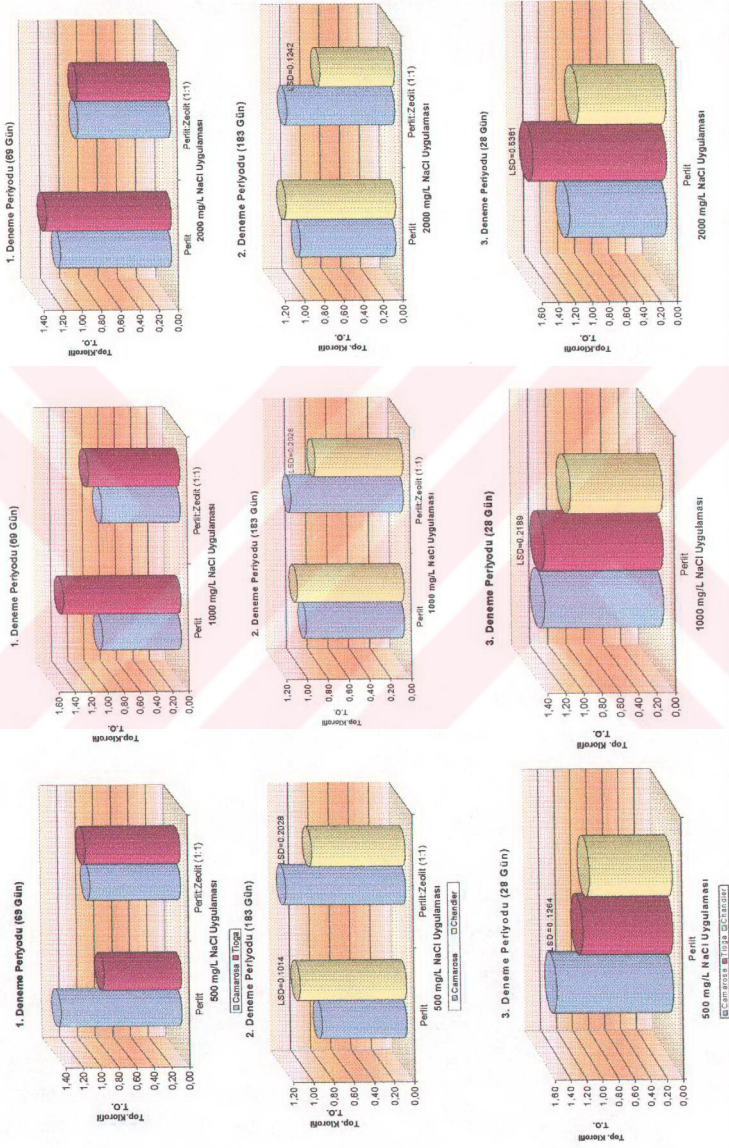 1. Deneme Periyodu (69 Gün)
Top.Klorofil
T.O.
1,40
1,20
1,00
0,80
0,60
0,40
0,20
0,00
Perlit
Perlit:Zeolit (1:1)
500 mg/L NaCl Uygulaması
Camarosa Tioga
1. Deneme Periyodu (69 Gün)
Top.Klorofil
T.O.
1,60
1,40
1,20
1,00
0,80
0,60
0,40
0,20
0,00
Perlit
Perlit:Zeolit (1:1)
1000 mg/L NaCl Uygulaması
1. Deneme Periyodu (69 Gün)
Top.Klorofil
T.O.
1,40
1,20
1,00
0,80
0,60
0,40
0,20
0,00
Perlit
Perlit:Zeolit (1:1)
2000 mg/L NaCl Uygulaması
2. Deneme Periyodu (183 Gün)
LSD=0.1014
LSD=0.2028
Top.Klorofil
T.O.
1,20
1,00
0,80
0,60
0,40
0,20
0,00
Perlit
Perlit:Zeolit (1:1)
500 mg/L NaCl Uygulaması
Camarosa Chandler
2. Deneme Periyodu (183 Gün)
LSD=0.2028
Top.Klorofil
T.O.
1,20
1,00
0,80
0,60
0,40
0,20
0,00
Perlit
Perlit:Zeolit (1:1)
1000 mg/L NaCl Uygulaması
2. Deneme Periyodu (183 Gün)
LSD=0.1242
Top.Klorofil
T.O.
1,20
1,00
0,80
0,60
0,40
0,20
0,00
Perlit
Perlit:Zeolit (1:1)
2000 mg/L NaCl Uygulaması
3. Deneme Periyodu (28 Gün)
LSD=0.1264
Top. Klorofil
T.O.
1,60
1,40
1,20
1,00
0,80
0,60
0,40
0,20
0,00
Perlit
500 mg/L NaCl Uygulaması
Camarosa Tioga Chandler
3. Deneme Periyodu (28 Gün)
LSD=0.2189
Top. Klorofil
T.O.
1,40
1,20
1,00
0,80
0,60
0,40
0,20
0,00
Perlit
1000 mg/L NaCl Uygulaması
3. Deneme Periyodu (28 Gün)
LSD=0.5361
Top.Klorofil
T.O.
1,60
1,40
1,20
1,00
0,80
0,60
0,40
0,20
0,00
Perlit
2000 mg/L NaCl Uygulaması